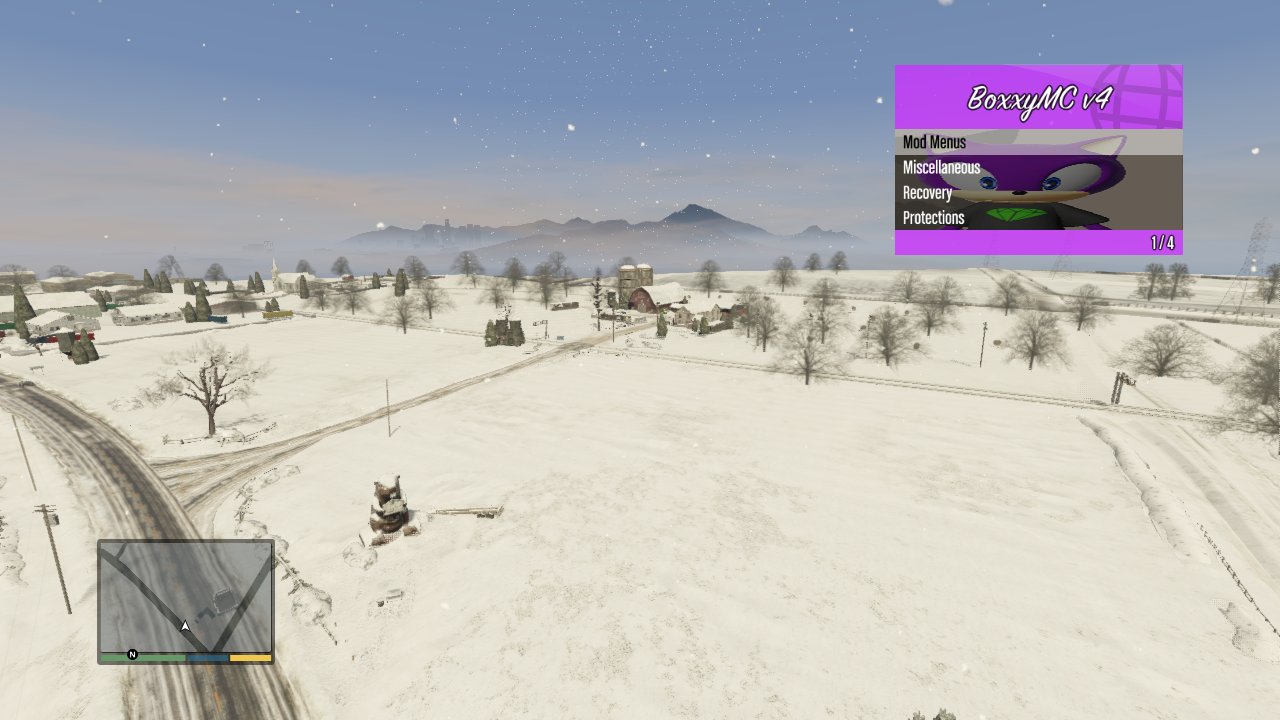 BoxxyMC v4
Mod Menus
Miscellaneous
Recovery
Protections
1/4
N